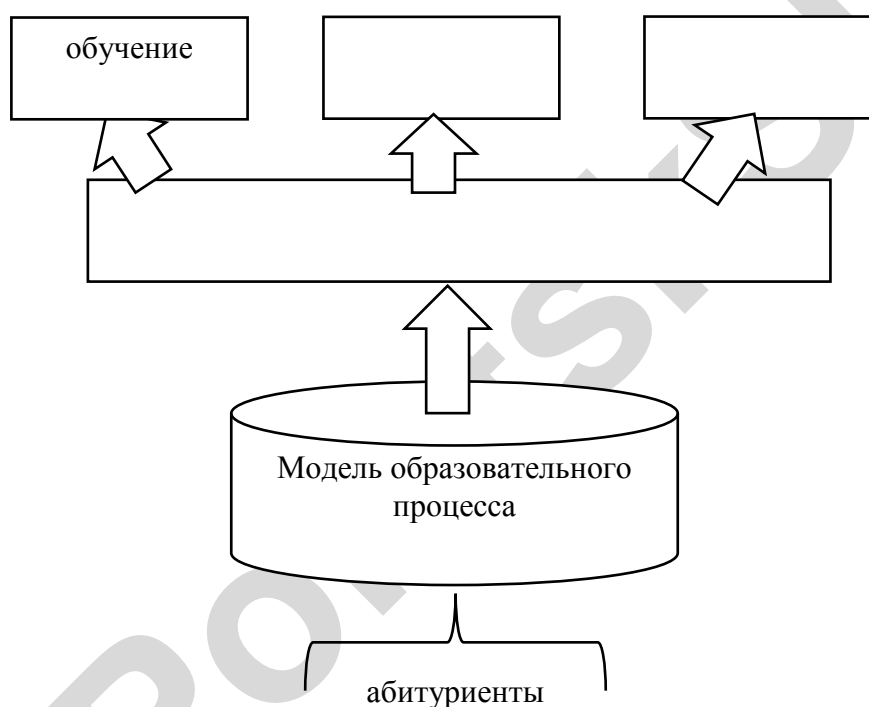 обучение
Модель образовательного
процесса
абитуриенты